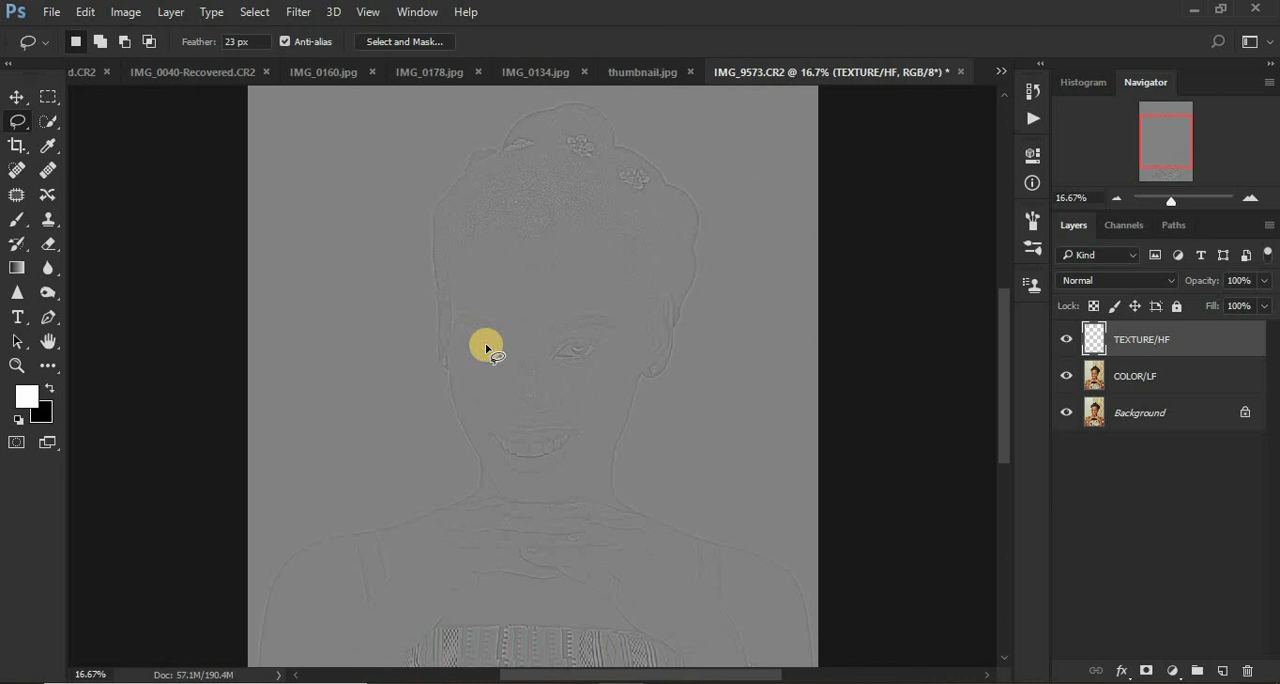 Ps File Edit Image Layer Type Select Filter 3D View Window Help
Feather: 23 px Anti-alias Select and Mask...
d.CR2 × IMG_0040-Recovered.CR2 × IMG_0160.jpg × IMG_0178.jpg × IMG_0134.jpg × thumbnail.jpg × IMG_9573.CR2 @ 16.7% (TEXTURE/HF, RGB/8*) * ×
Histogram Navigator
16.67%
Layers Channels Paths
Kind
Normal Opacity: 100%
Lock: Fill: 100%
TEXTURE/HF
COLOR/LF
Background
16.67% Doc: 57.1M/190.4M